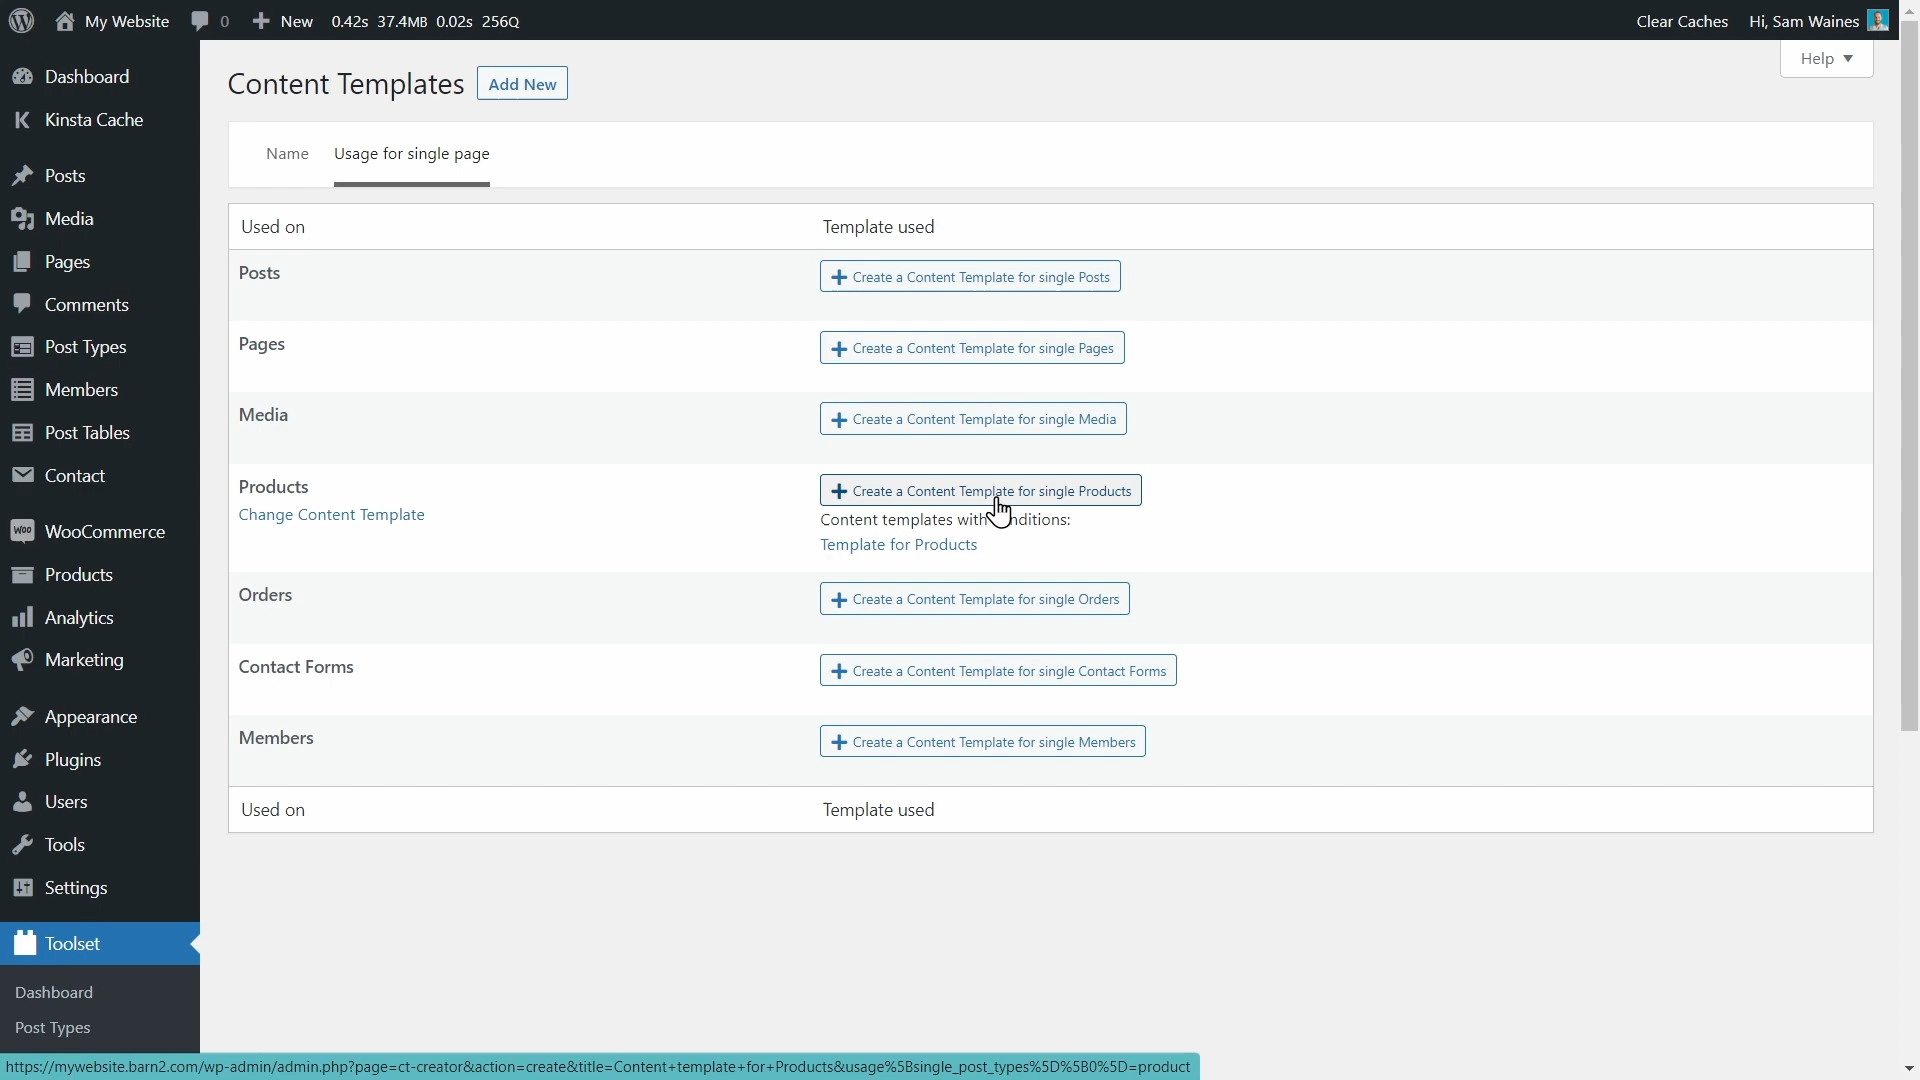 My Website 0 New 0.42s 37.4MB 0.02s 256Q Clear Caches Hi, Sam Waines
Help
Content Templates Add New
Name Usage for single page
Used on Template used
Posts Create a Content Template for single Posts
Pages Create a Content Template for single Pages
Media Create a Content Template for single Media
Products Create a Content Template for single Products
Change Content Template Content templates with nditions:
Template for Products
Orders Create a Content Template for single Orders
Contact Forms Create a Content Template for single Contact Forms
Members Create a Content Template for single Members
Used on Template used
Dashboard
Kinsta Cache
Posts
Media
Pages
Comments
Post Types
Members
Post Tables
Contact
Woo WooCommerce
Products
Analytics
Marketing
Appearance
Plugins
Users
Tools
Settings
Toolset
Dashboard
Post Types
https://mywebsite.barn2.com/wp-admin/admin.php?page=ct-creator&action=create&title=Content+template+for+Products&usage%5Bsingle_post_types%5D%5B0%5D=product